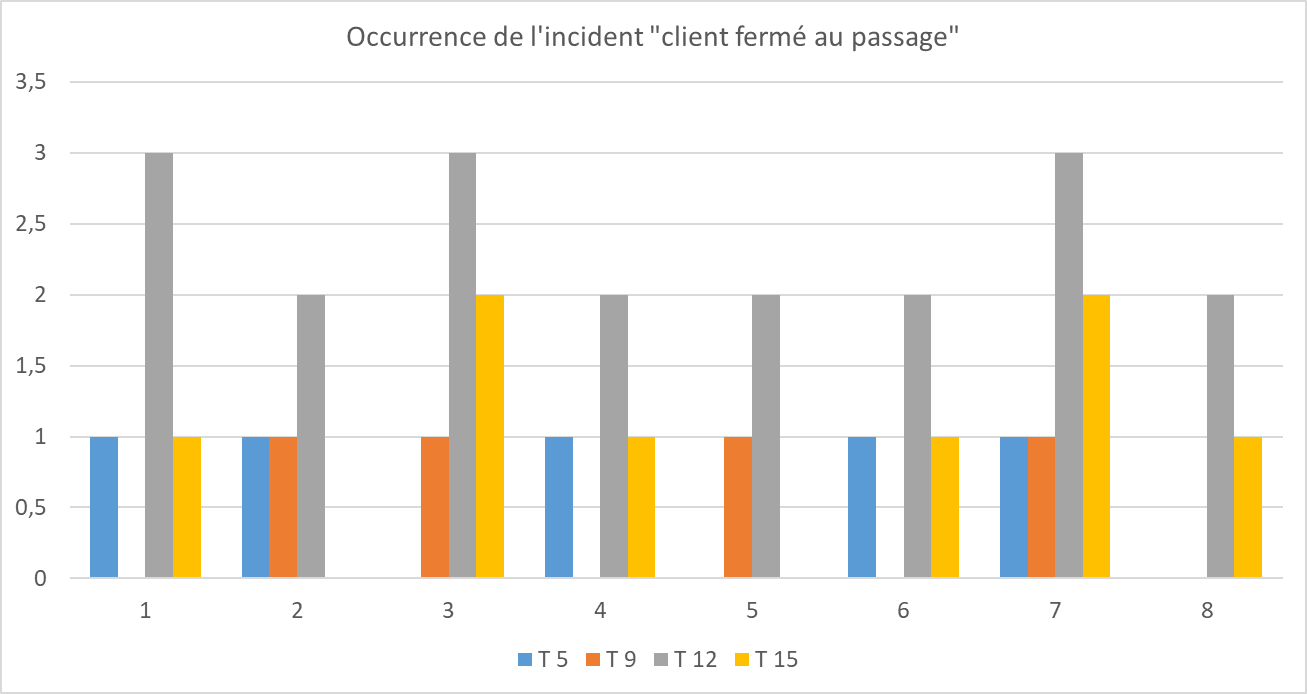 Occurrence de l'incident "client fermé au passage"
3,5
3
2,5
2
1,5
1
0,5
0
1 2 3 4 5 6 7 8
T 5 T 9 T 12 T 15